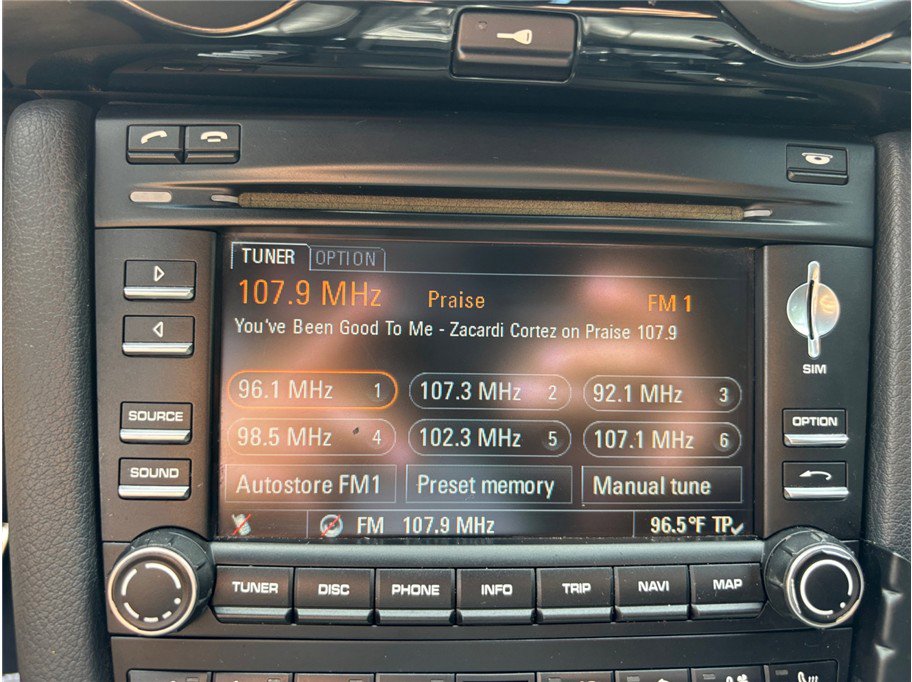 TUNER OPTION
107.9 MHz Praise FM 1
You've Been Good To Me - Zacardi Cortez on Praise 107.9
96.1 MHz 1 107.3 MHz 2 92.1 MHz 3
SIM
SOURCE
98.5 MHz 4 102.3 MHz 5 107.1 MHz 6
OPTION
SOUND
Autostore FM1 Preset memory Manual tune
FM 107.9 MHz 96.5°F TP
TUNER DISC PHONE INFO TRIP NAVI MAP